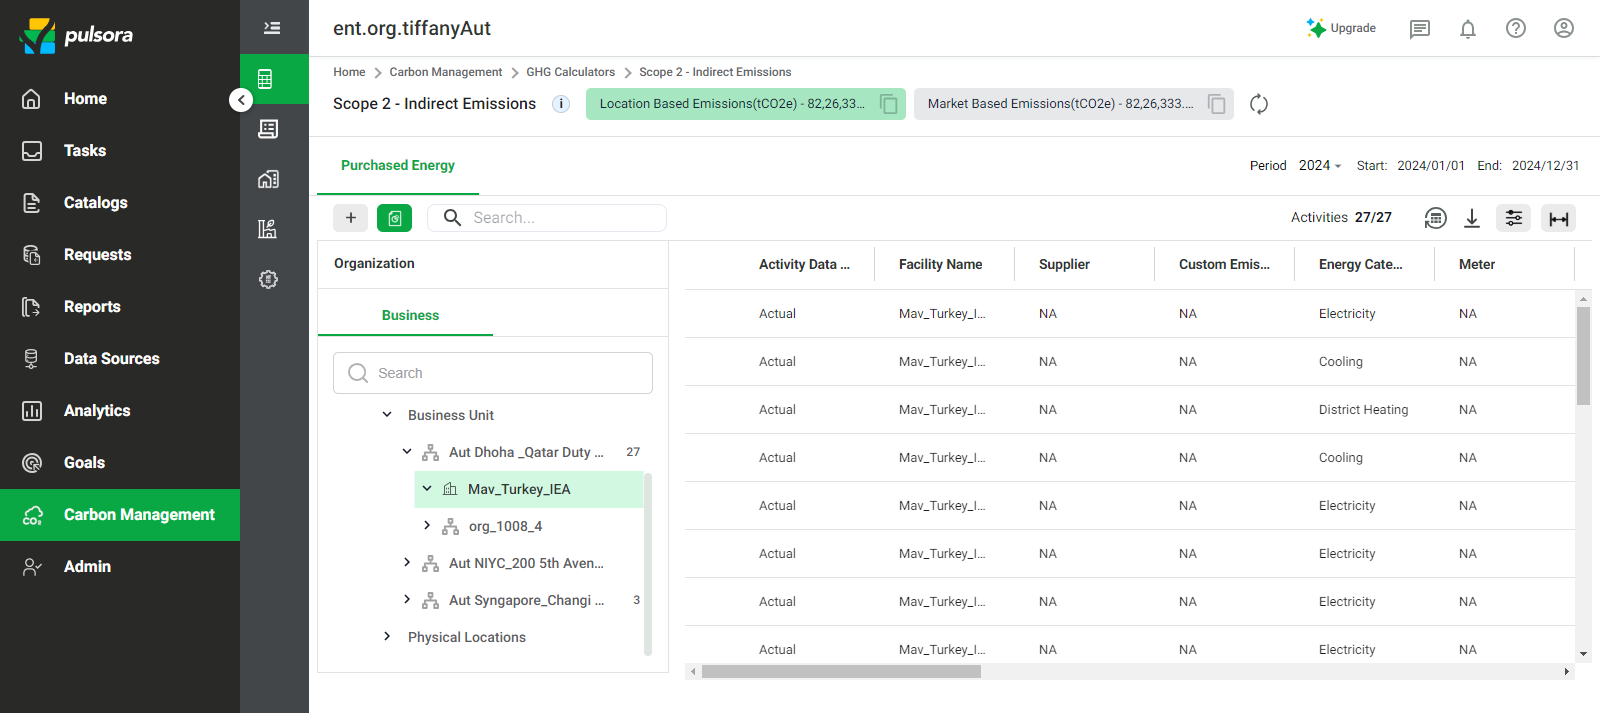 pulsora
Home
Tasks
Catalogs
Requests
Reports
Data Sources
Analytics
Goals
Carbon Management
Admin
ent.org.tiffanyAut
Upgrade
Home > Carbon Management > GHG Calculators > Scope 2 - Indirect Emissions
Scope 2 - Indirect Emissions
Location Based Emissions(tCO2e) - 82,26,33...
Market Based Emissions(tCO2e) - 82,26,333....
Purchased Energy
Period 2024 Start: 2024/01/01 End: 2024/12/31
Search...
Activities 27/27
Organization
Business
Search
Business Unit
Aut Dhoha _Qatar Duty ... 27
Mav_Turkey_IEA
org_1008_4
Aut NIYC_200 5th Aven...
Aut Syngapore_Changi ... 3
Physical Locations
Activity Data ... Facility Name Supplier Custom Emis... Energy Cate... Meter
Actual Mav_Turkey_I... NA NA Electricity NA
Actual Mav_Turkey_I... NA NA Cooling NA
Actual Mav_Turkey_I... NA NA District Heating NA
Actual Mav_Turkey_I... NA NA Cooling NA
Actual Mav_Turkey_I... NA NA Electricity NA
Actual Mav_Turkey_I... NA NA Electricity NA
Actual Mav_Turkey_I... NA NA Electricity NA
Actual Mav_Turkey_I... NA NA Electricity NA